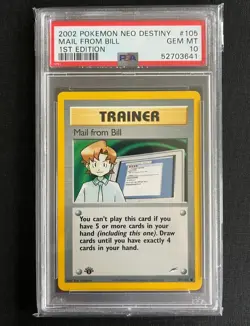 2002 POKEMON NEO DESTINY #105
MAIL FROM BILL GEM MT
1ST EDITION 10
PSA 52703641
TRAINER
Mail from Bill
You can't play this card if you
have 5 or more cards in your
hand (including this one). Draw
cards until you have exactly
4 cards in your hand.